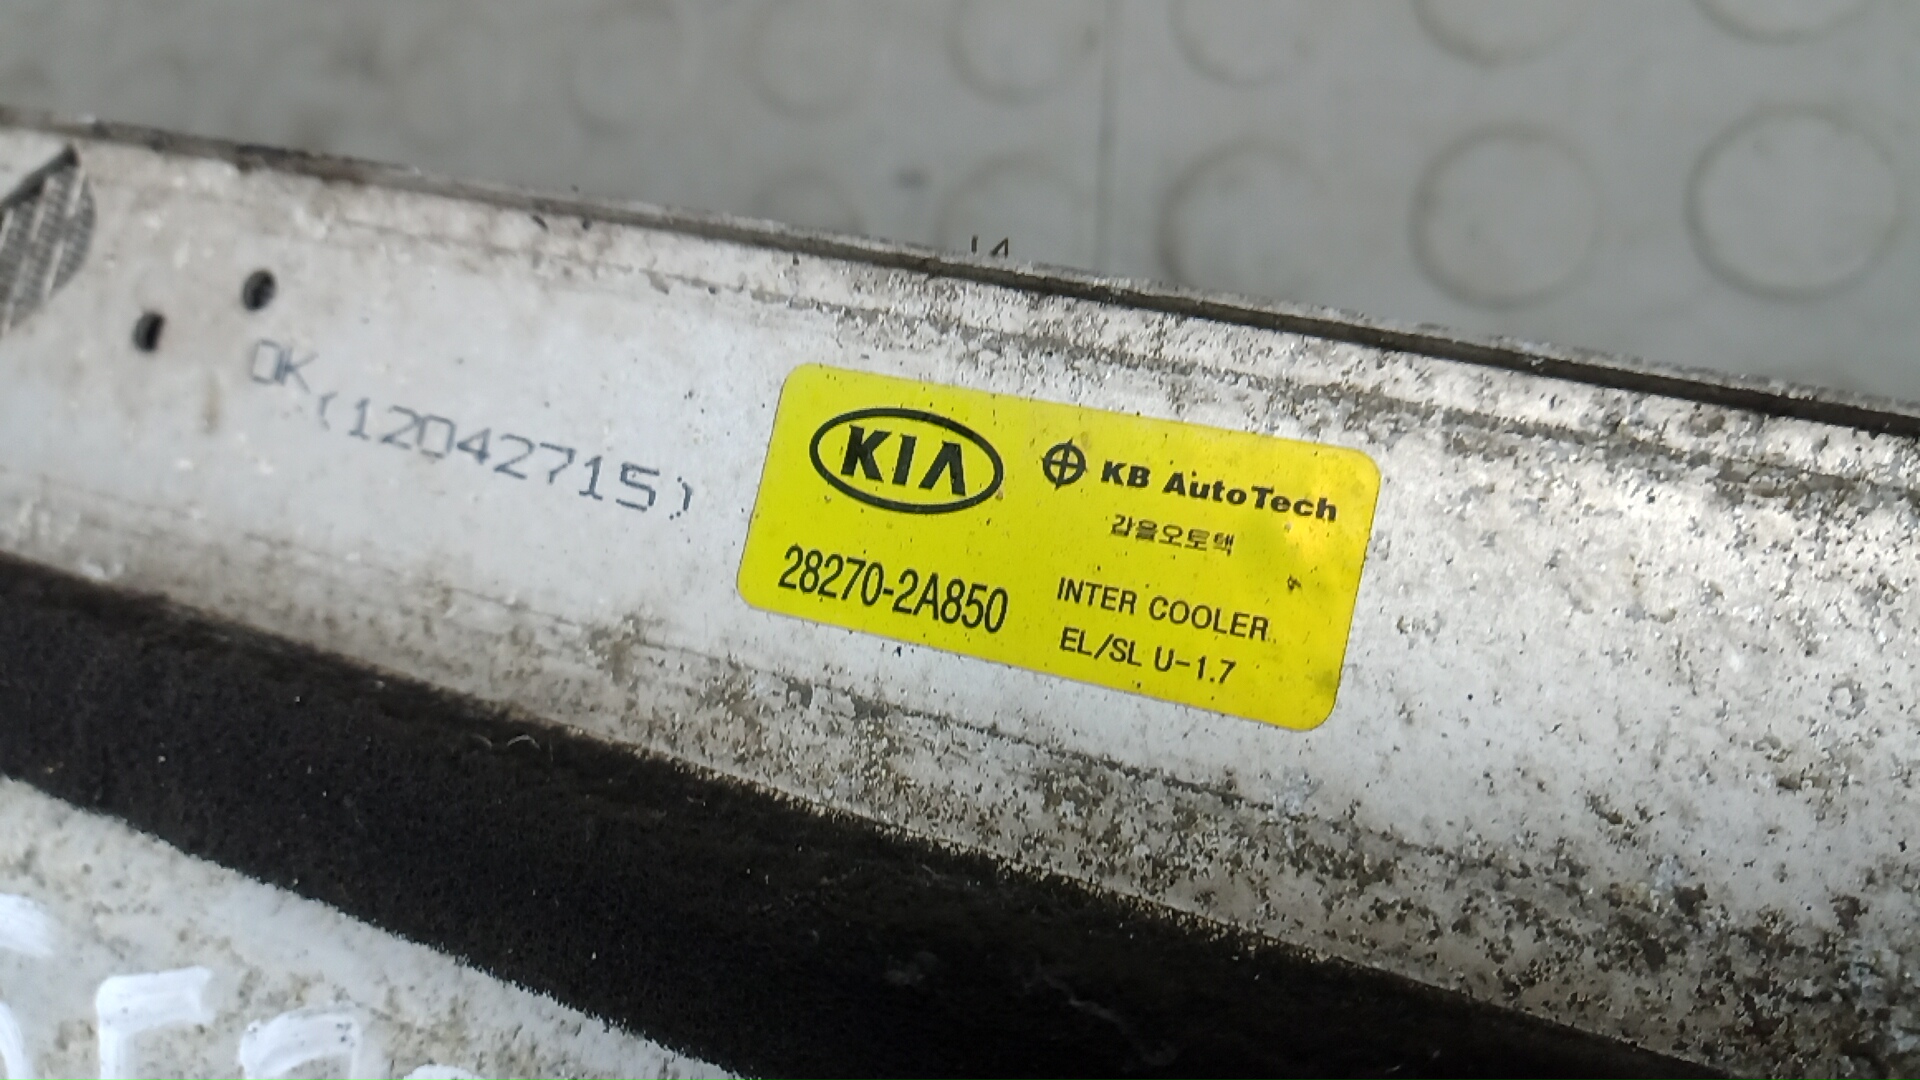 OK
(12042715)
KIA
KB AutoTech
갑을오토텍
28270-2A850
INTER COOLER
EL/SL U-1.7